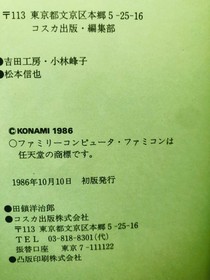 〒113 東京都文京区本郷5-25-16
コスカ出版・編集部
●吉田工房・小林峰子
●松本信也
©KONAMI 1986
○ファミリーコンピュータ・ファミコンは
任天堂の商標です。
1986年10月10日 初版発行
●田領洋治郎
●コスカ出版株式会社
〒113 東京都文京区本郷5-25-16
TEL 03-818-8301(代)
振替口座 東京7-111122
●凸版印刷株式会社